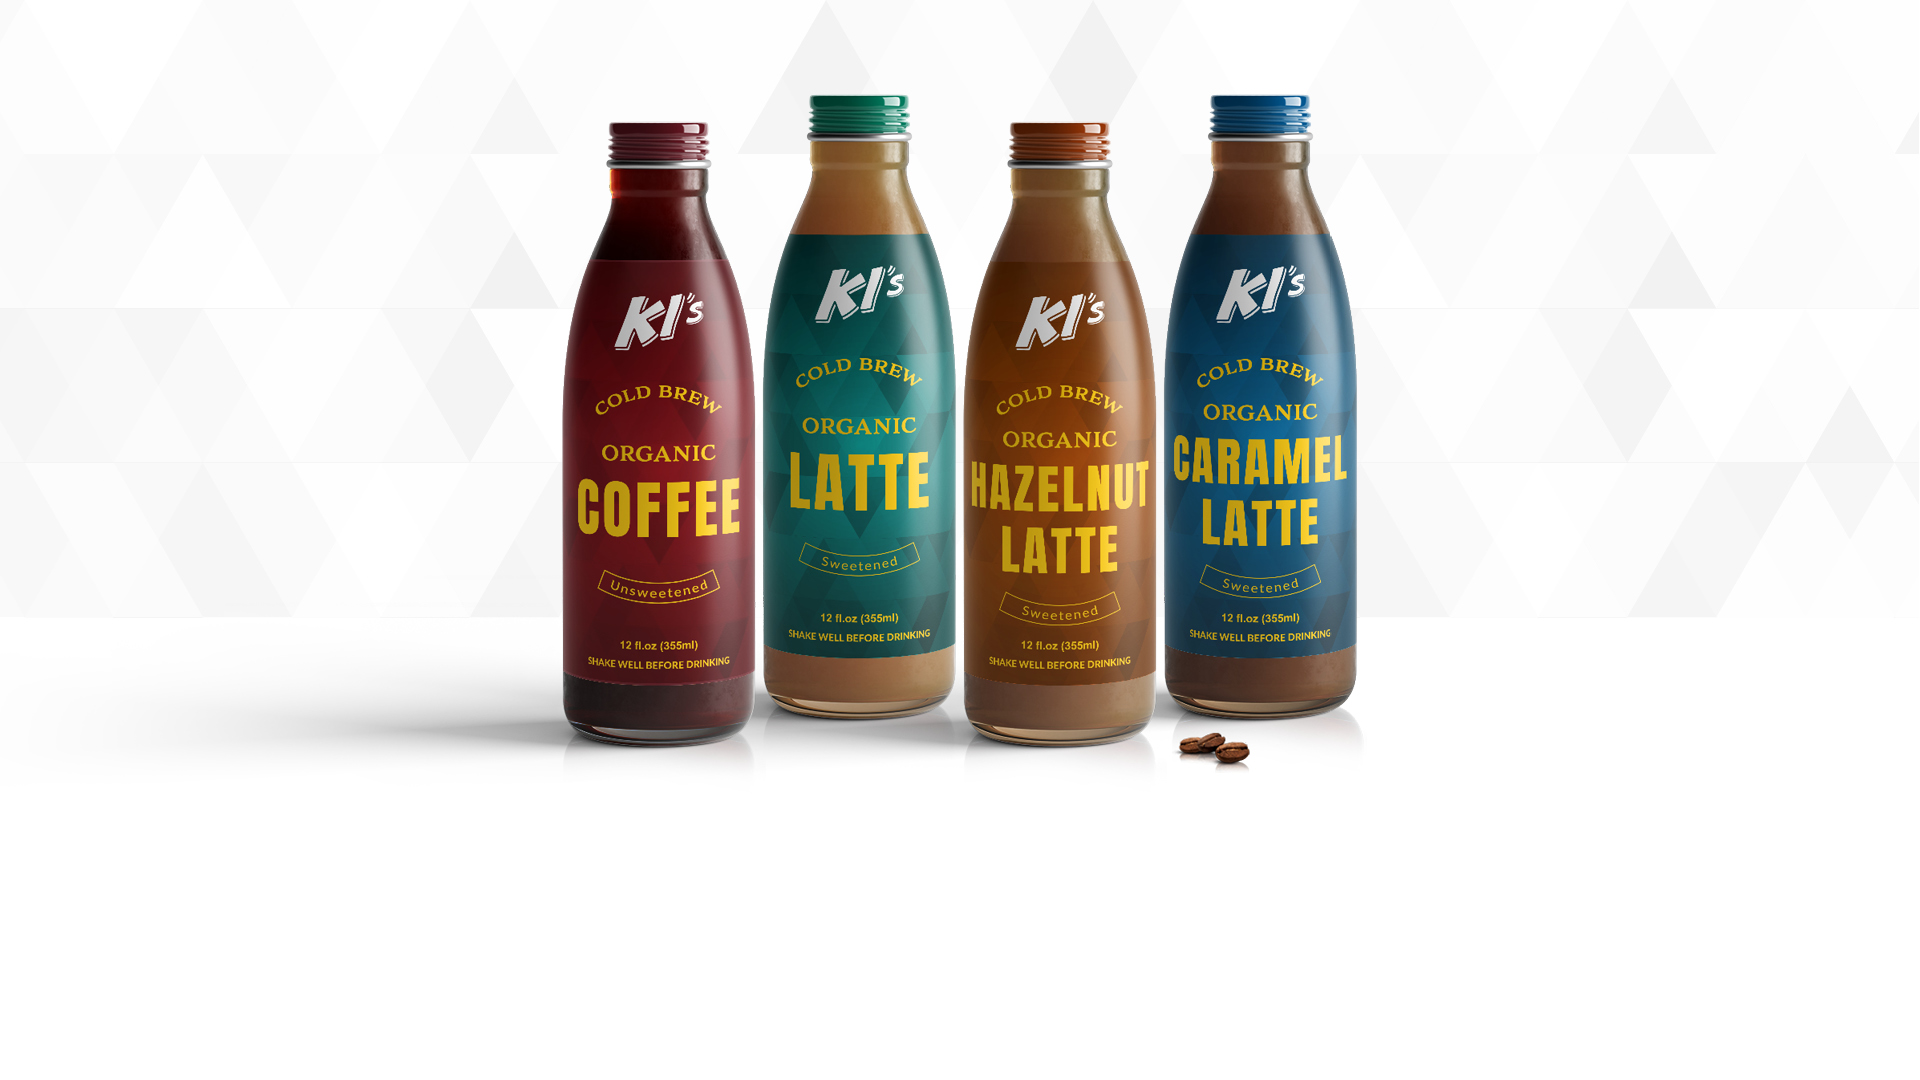 KI's
COLD BREW
ORGANIC
COFFEE
Unsweetened
12 fl.oz (355ml)
SHAKE WELL BEFORE DRINKING
KI's
COLD BREW
ORGANIC
LATTE
Sweetened
12 fl.oz (355ml)
SHAKE WELL BEFORE DRINKING
KI's
COLD BREW
ORGANIC
HAZELNUT
LATTE
Sweetened
12 fl.oz (355ml)
SHAKE WELL BEFORE DRINKING
KI's
COLD BREW
ORGANIC
CARAMEL
LATTE
Sweetened
12 fl.oz (355ml)
SHAKE WELL BEFORE DRINKING